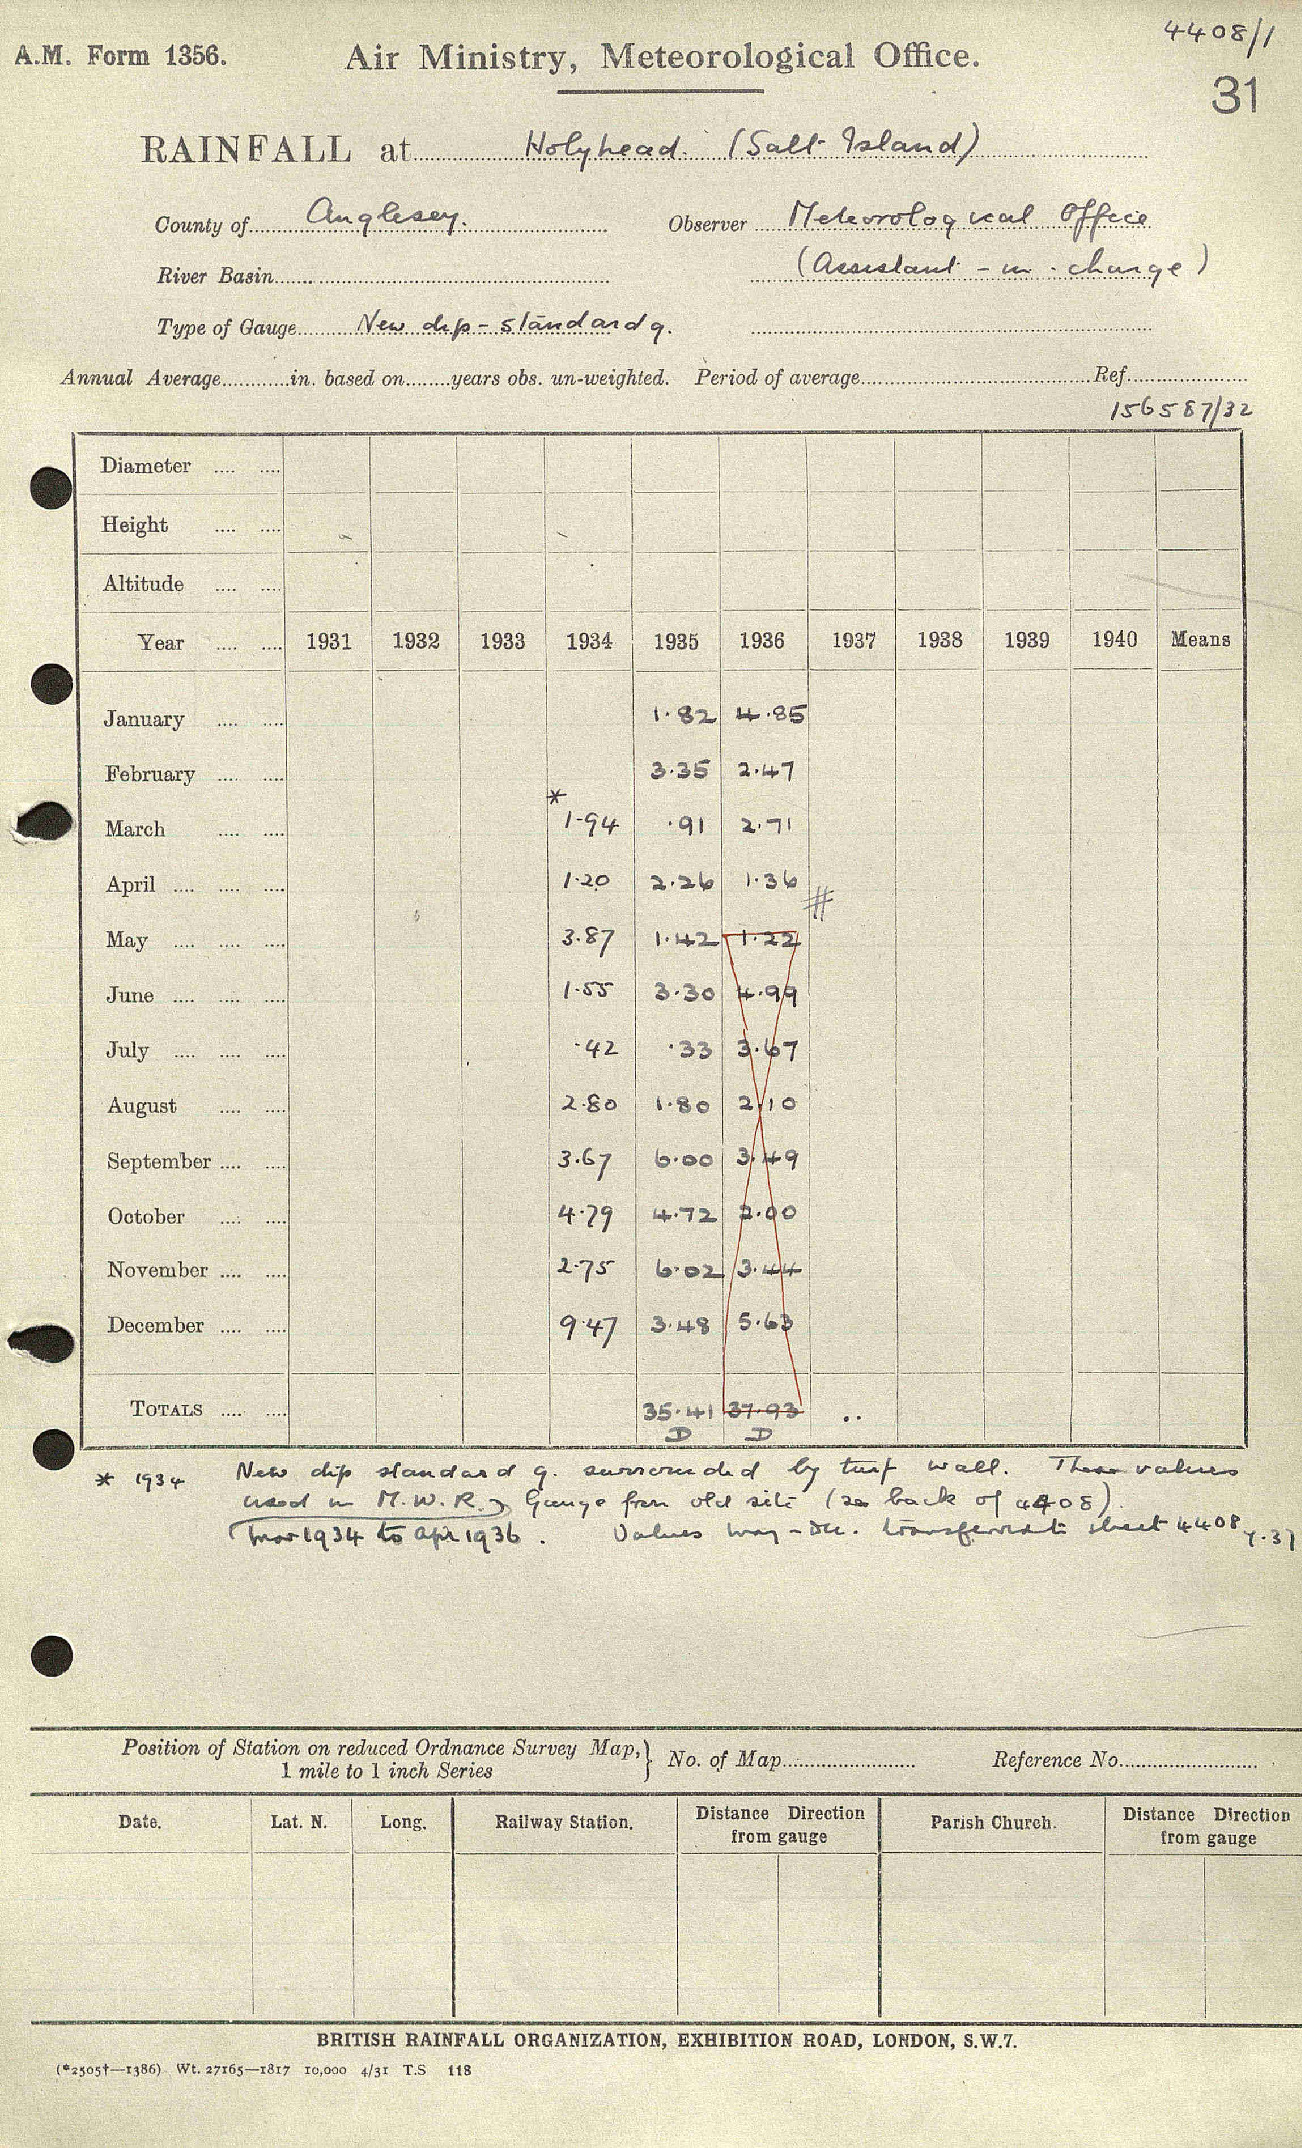 4408/1
A.M. Form 1356. Air Ministry, Meteorological Office.
31
RAINFALL at Holyhead. (Salt Island)
County of Anglesey. Observer Meteorological Office
River Basin (Assistant-in-charge)
Type of Gauge New dip-standard g.
Annual Average in. based on years obs. un-weighted. Period of average Ref.
156587/32
Diameter
Height
Altitude
Year 1931 1932 1933 1934 1935 1936 1937 1938 1939 1940 Means
January 1.82 4.85
February 3.35 2.47
*
March 1.94 .91 2.71
April 1.20 2.26 1.36
#
May 3.87 1.42 1.22
June 1.55 3.30 4.99
July .42 .33 3.67
August 2.80 1.80 2.10
September 3.67 6.00 3.49
October 4.79 4.72 2.00
November 2.75 6.02 3.44
December 9.47 3.48 5.63
TOTALS 35.41 37.93 ..
D D
* 1934 New dip standard g. surrounded by turf wall. These values
used in M.W.R. Gauge from old site (see back of 4408).
Mar 1934 to Apr 1936. Values May-Dec. transferred to sheet 4408 4.37
Position of Station on reduced Ordnance Survey Map, } No. of Map Reference No.
1 mile to 1 inch Series
Date. Lat. N. Long. Railway Station. Distance Direction from gauge Parish Church. Distance Direction from gauge
BRITISH RAINFALL ORGANIZATION, EXHIBITION ROAD, LONDON, S.W.7.
(*2505†—1386) Wt. 27165—1817 10,000 4/31 T.S 118